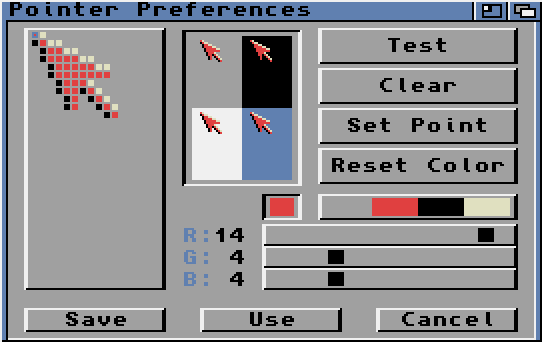 Pointer Preferences
Test
Clear
Set Point
Reset Color
R:14
G: 4
B: 4
Save
Use
Cancel